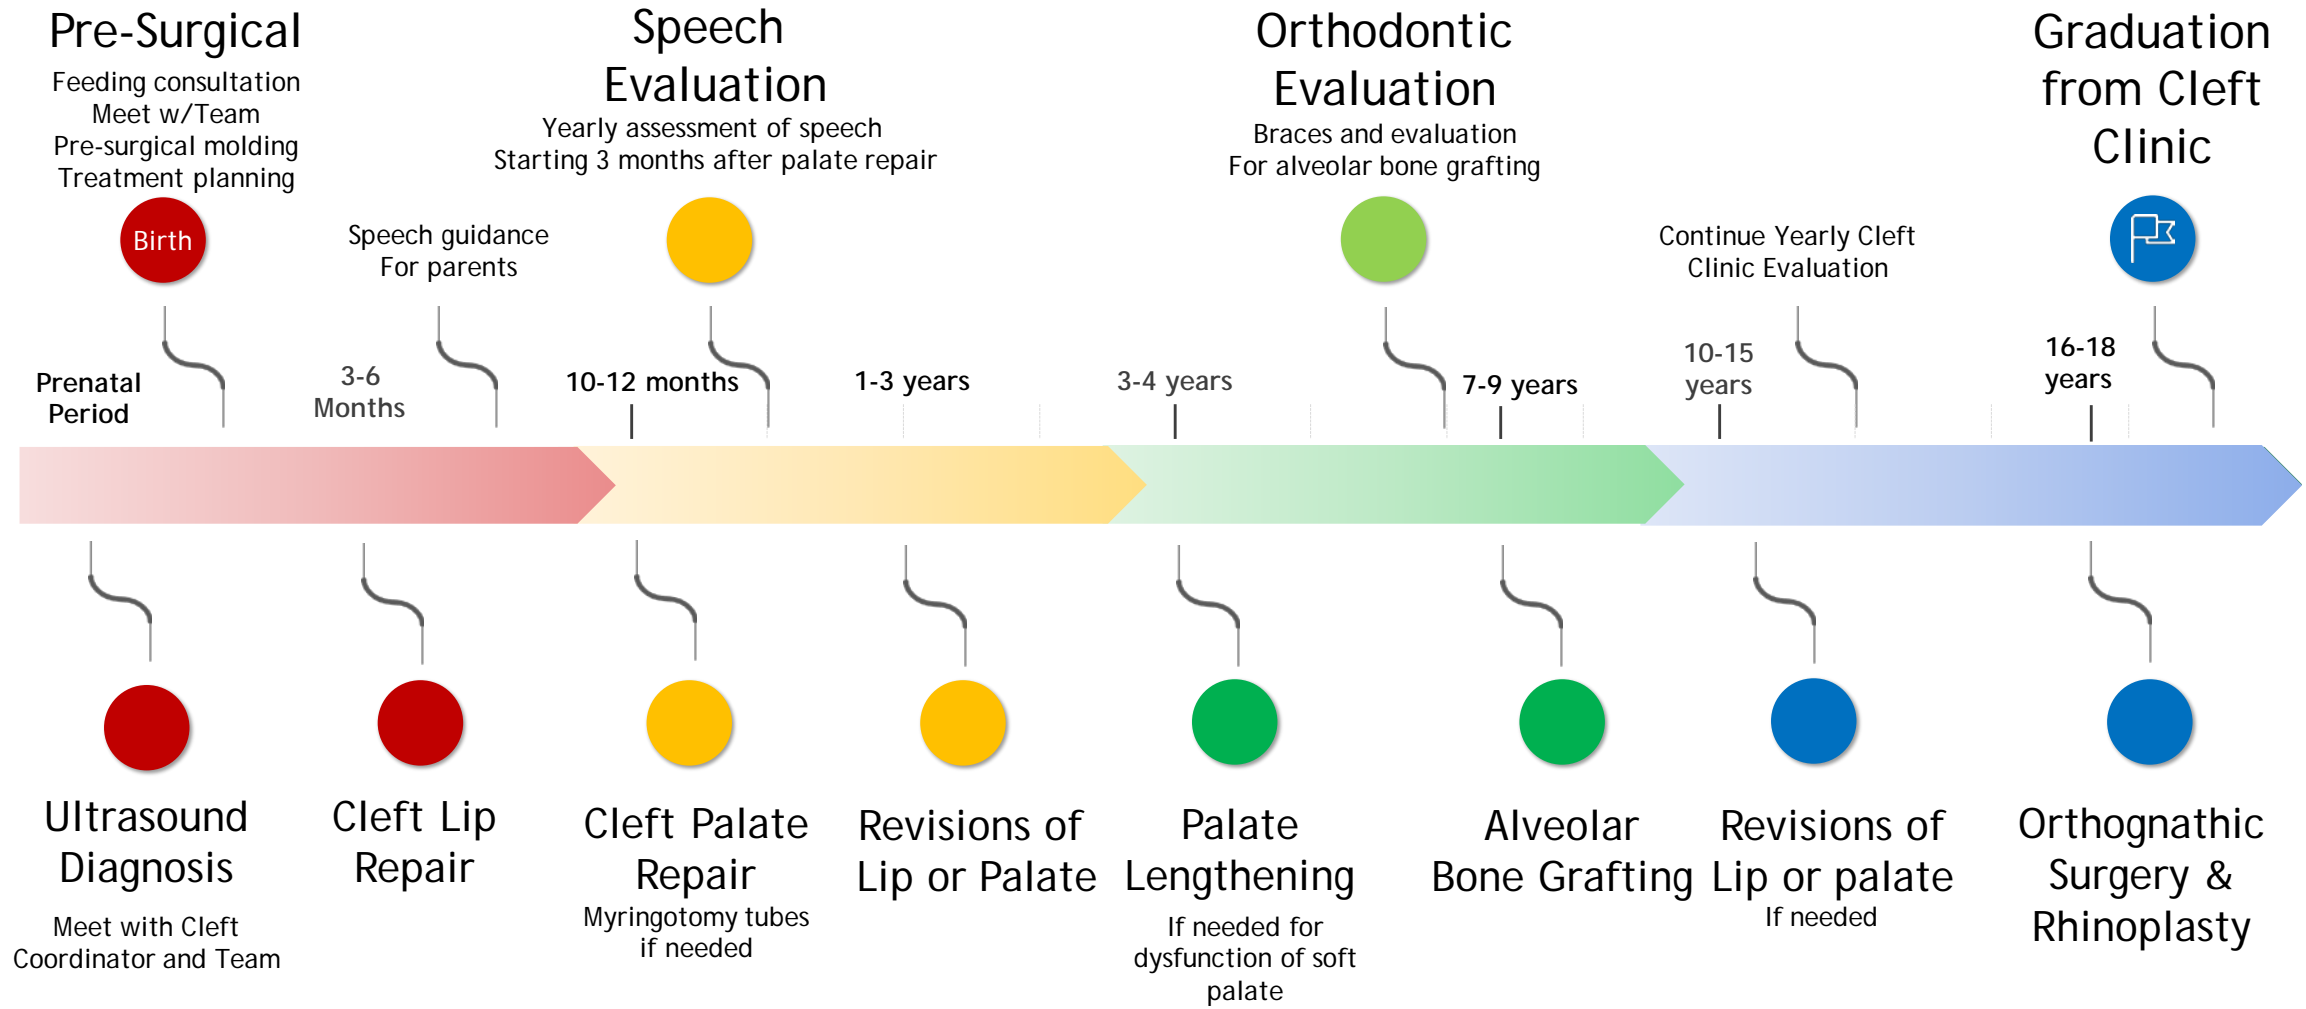 Pre-Surgical
Feeding consultation
Meet w/Team
Pre-surgical molding
Treatment planning
Birth
Speech guidance
For parents
Speech
Evaluation
Yearly assessment of speech
Starting 3 months after palate repair
Orthodontic
Evaluation
Braces and evaluation
For alveolar bone grafting
Continue Yearly Cleft
Clinic Evaluation
Graduation
from Cleft
Clinic
Prenatal
Period
3-6
Months
10-12 months
1-3 years
3-4 years
7-9 years
10-15
years
16-18
years
Ultrasound
Diagnosis
Meet with Cleft
Coordinator and Team
Cleft Lip
Repair
Cleft Palate
Repair
Myringotomy tubes
if needed
Revisions of
Lip or Palate
Palate
Lengthening
If needed for
dysfunction of soft
palate
Alveolar
Bone Grafting
Revisions of
Lip or palate
If needed
Orthognathic
Surgery &
Rhinoplasty